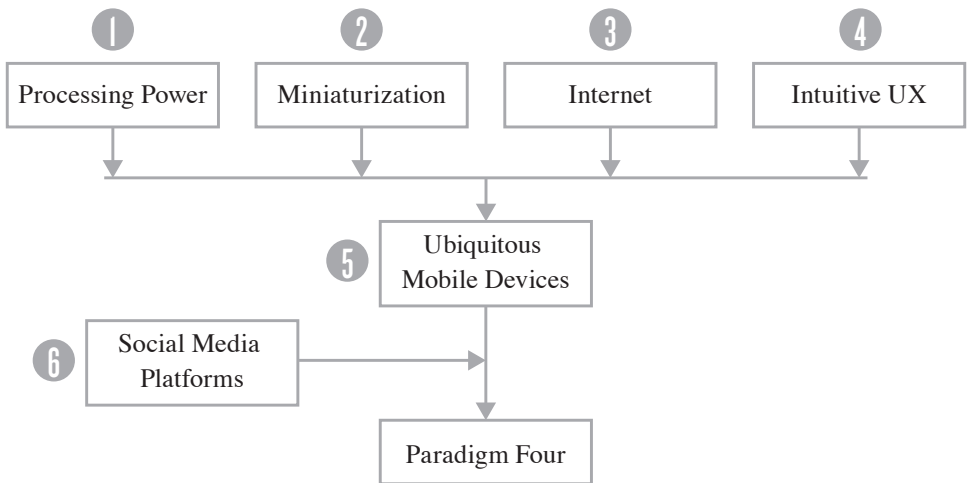 1
2
3
4
Processing Power
Miniaturization
Internet
Intuitive UX
5
Ubiquitous
Mobile Devices
6
Social Media
Platforms
Paradigm Four